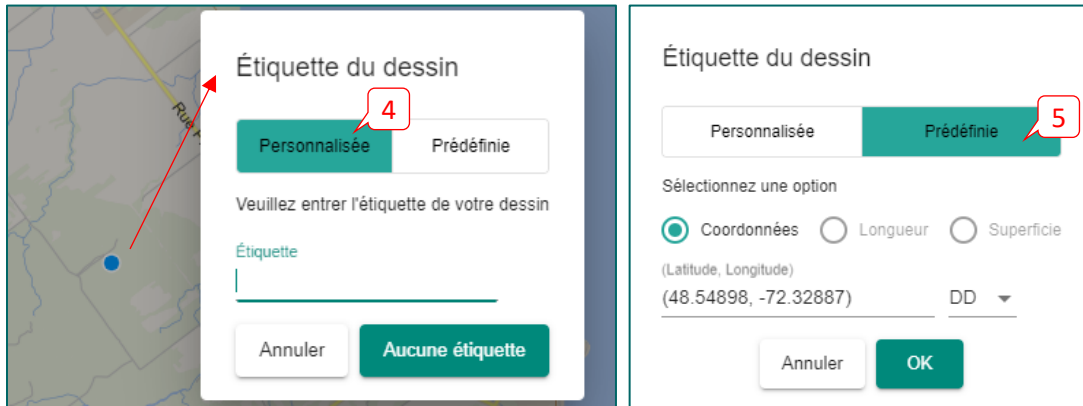 Rue P
Étiquette du dessin
4
Personnalisée Prédéfinie
Veuillez entrer l'étiquette de votre dessin
Étiquette
Annuler Aucune étiquette
Étiquette du dessin
5
Personnalisée Prédéfinie
Sélectionnez une option
Coordonnées Longueur Superficie
(Latitude, Longitude)
(48.54898, -72.32887) DD
Annuler OK